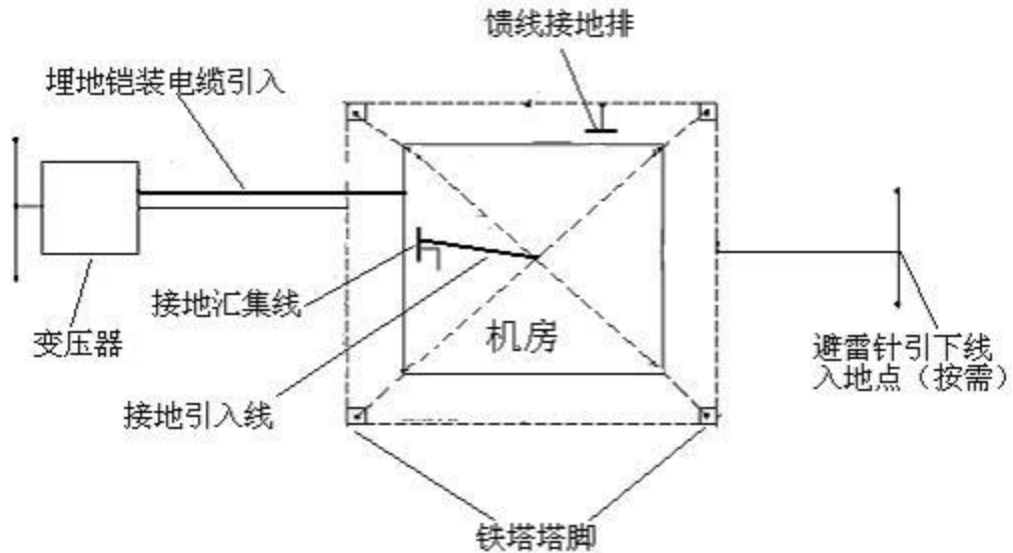 馈线接地排
埋地铠装电缆引入
接地汇集线
变压器
机房
避雷针引下线
入地点（按需）
接地引入线
铁塔塔脚